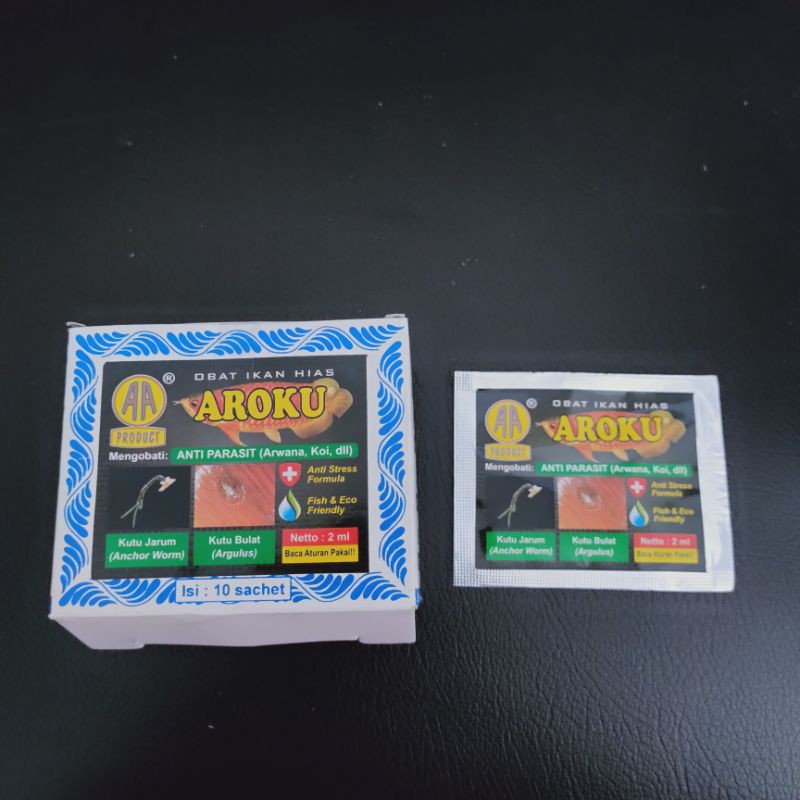 OBAT IKAN HIAS
AA ®
PRODUCT
AROKU
Mengobati: ANTI PARASIT (Arwana, Koi, dll)
Anti Stress
Formula
Fish & Eco
Friendly
Kutu Jarum
(Anchor Worm)
Kutu Bulat
(Argulus)
Netto : 2 ml
Baca Aturan Pakai!!
Isi : 10 sachet
OBAT IKAN HIAS
AA ®
PRODUCT
AROKU
Mengobati: ANTI PARASIT (Arwana, Koi, dll)
Anti Stress
Formula
Fish & Eco
Friendly
Kutu Jarum
(Anchor Worm)
Kutu Bulat
(Argulus)
Netto : 2 ml
Baca Aturan Pakai!!